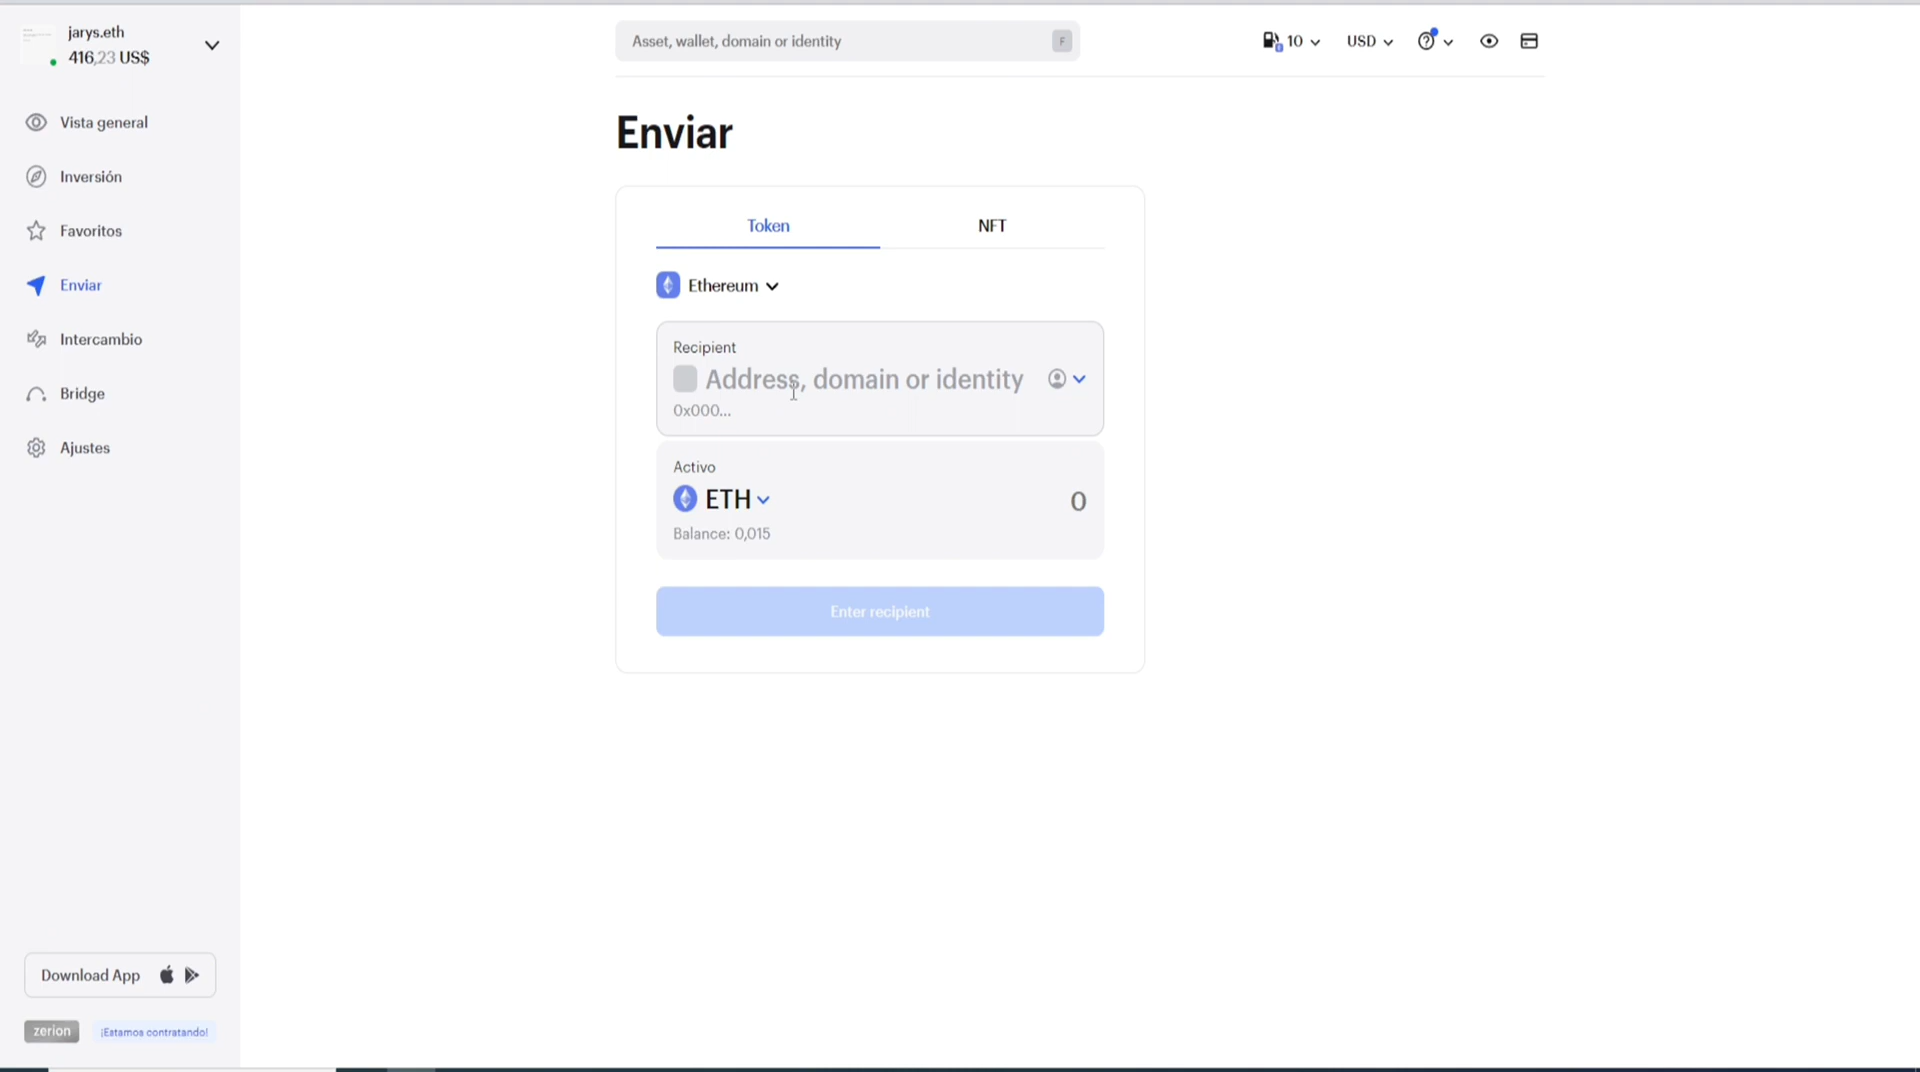 jarys.eth
416,23 US$
Vista general
Inversión
Favoritos
Enviar
Intercambio
Bridge
Ajustes
Download App
zerion
¡Estamos contratando!
Asset, wallet, domain or identity
F
10
USD
Enviar
Token
NFT
Ethereum
Recipient
Address, domain or identity
0x000...
Activo
ETH
0
Balance: 0,015
Enter recipient